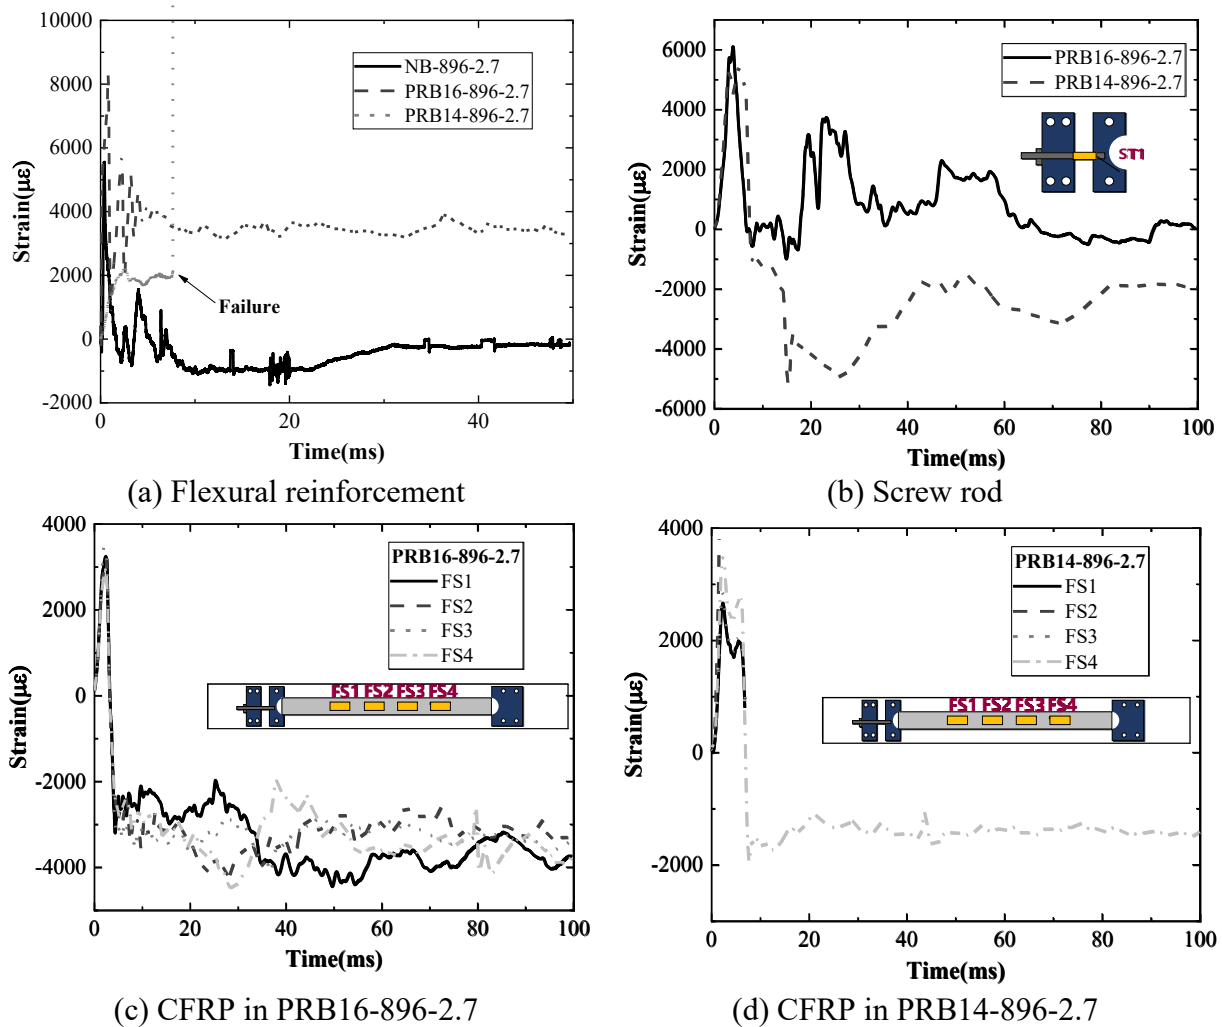 10000
8000
6000
4000
2000
0
-2000
Strain(με)
NB-896-2.7
PRB16-896-2.7
PRB14-896-2.7
Failure
0
20
40
Time(ms)
(a) Flexural reinforcement
6000
4000
2000
0
-2000
-4000
-6000
Strain(με)
PRB16-896-2.7
PRB14-896-2.7
ST1
0
20
40
60
80
100
Time(ms)
(b) Screw rod
4000
2000
0
-2000
-4000
Strain(με)
PRB16-896-2.7
FS1
FS2
FS3
FS4
FS1 FS2 FS3 FS4
0
20
40
60
80
100
Time(ms)
(c) CFRP in PRB16-896-2.7
4000
2000
0
-2000
Strain(με)
PRB14-896-2.7
FS1
FS2
FS3
FS4
FS1 FS2 FS3 FS4
0
20
40
60
80
100
Time(ms)
(d) CFRP in PRB14-896-2.7